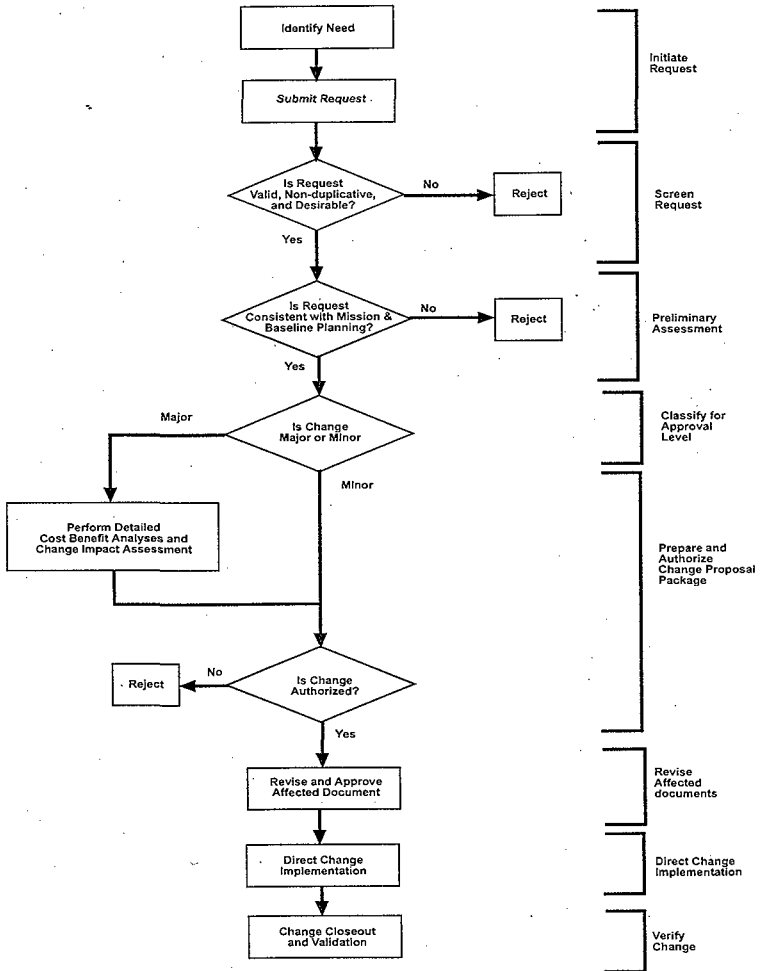 Identify Need
Initiate
Request
Submit Request
Is Request
Valid, Non-duplicative,
and Desirable?
No
Reject
Screen
Request
Yes
Is Request
Consistent with Mission &
Baseline Planning?
No
Reject
Preliminary
Assessment
Yes
Major
Is Change
Major or Minor
Classify for
Approval
Level
Minor
Perform Detailed
Cost Benefit Analyses and
Change Impact Assessment
Prepare and
Authorize
Change Proposal
Package
No
Reject
Is Change
Authorized?
Yes
Revise and Approve
Affected Document
Revise
Affected
documents
Direct Change
Implementation
Direct Change
Implementation
Change Closeout
and Validation
Verify
Change